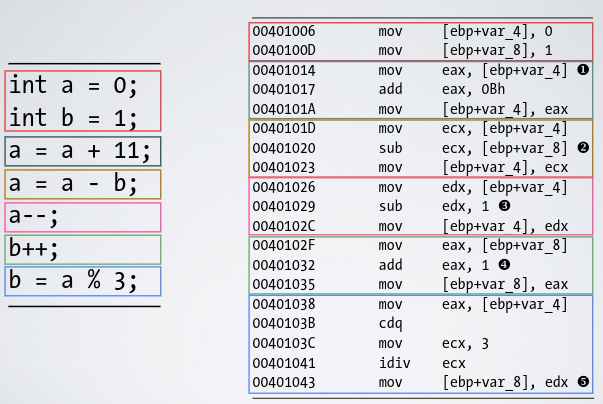 int a = 0;
int b = 1;
a = a + 11;
a = a - b;
a--;
b++;
b = a % 3;
00401006 mov [ebp+var_4], 0
0040100D mov [ebp+var_8], 1
00401014 mov eax, [ebp+var_4] ❶
00401017 add eax, 0Bh
0040101A mov [ebp+var_4], eax
0040101D mov ecx, [ebp+var_4]
00401020 sub ecx, [ebp+var_8] ❷
00401023 mov [ebp+var_4], ecx
00401026 mov edx, [ebp+var_4]
00401029 sub edx, 1 ❸
0040102C mov [ebp+var_4], edx
0040102F mov eax, [ebp+var_8]
00401032 add eax, 1 ❹
00401035 mov [ebp+var_8], eax
00401038 mov eax, [ebp+var_4]
0040103B cdq
0040103C mov ecx, 3
00401041 idiv ecx
00401043 mov [ebp+var_8], edx ❺